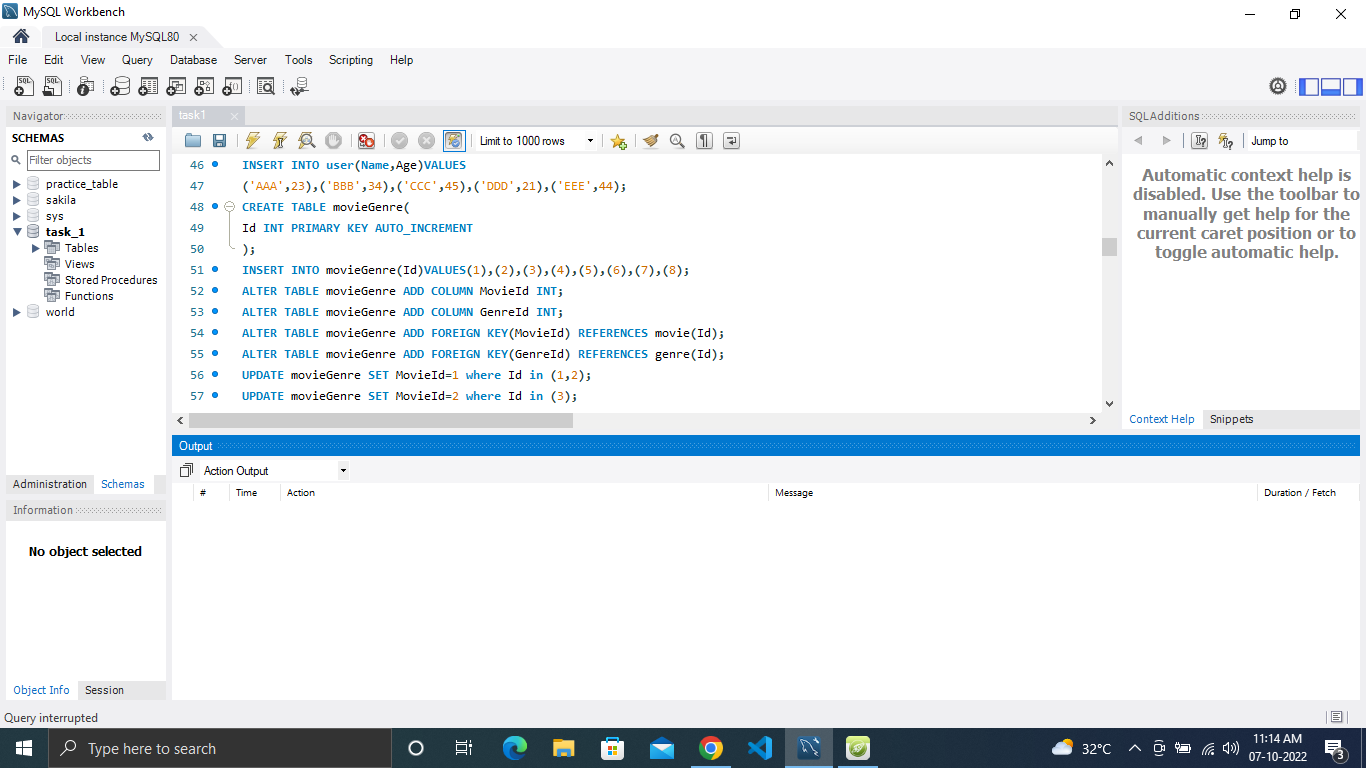 MySQL Workbench
Local instance MySQL80
File Edit View Query Database Server Tools Scripting Help
Navigator
SCHEMAS
Filter objects
practice_table
sakila
sys
task_1
Tables
Views
Stored Procedures
Functions
world
Administration Schemas
Information
No object selected
Object Info Session
task1
Limit to 1000 rows
46 INSERT INTO user(Name,Age)VALUES
47 ('AAA',23),('BBB',34),('CCC',45),('DDD',21),('EEE',44);
48 CREATE TABLE movieGenre(
49 Id INT PRIMARY KEY AUTO_INCREMENT
50 );
51 INSERT INTO movieGenre(Id)VALUES(1),(2),(3),(4),(5),(6),(7),(8);
52 ALTER TABLE movieGenre ADD COLUMN MovieId INT;
53 ALTER TABLE movieGenre ADD COLUMN GenreId INT;
54 ALTER TABLE movieGenre ADD FOREIGN KEY(MovieId) REFERENCES movie(Id);
55 ALTER TABLE movieGenre ADD FOREIGN KEY(GenreId) REFERENCES genre(Id);
56 UPDATE movieGenre SET MovieId=1 where Id in (1,2);
57 UPDATE movieGenre SET MovieId=2 where Id in (3);
SQLAdditions
Jump to
Automatic context help is
disabled. Use the toolbar to
manually get help for the
current caret position or to
toggle automatic help.
Context Help Snippets
Output
Action Output
# Time Action Message Duration / Fetch
Query interrupted
Type here to search
32°C
11:14 AM
07-10-2022
3